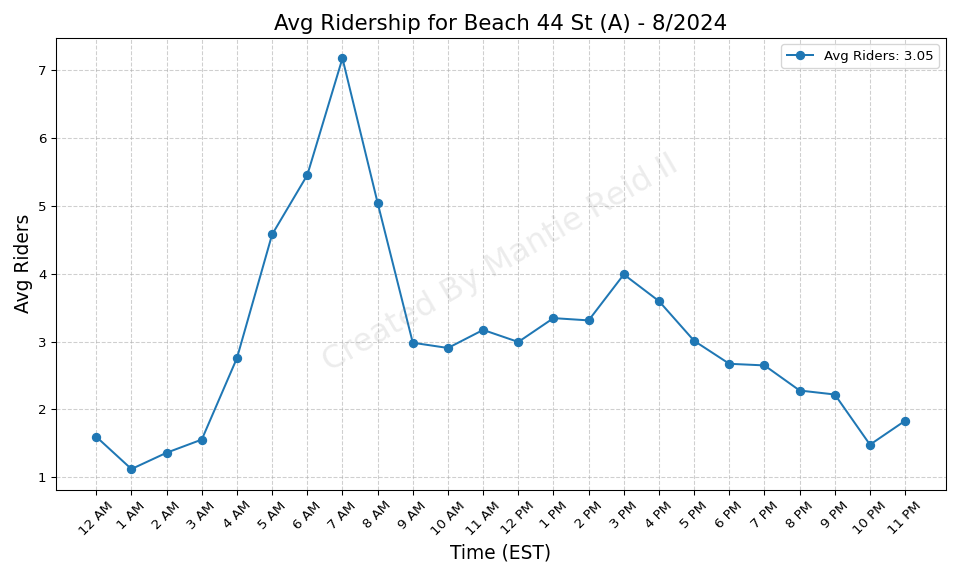 Avg Ridership for Beach 44 St (A) - 8/2024
Avg Riders: 3.05
Avg Riders
7
6
5
4
3
2
1
Created By Mantie Reid II
12 AM
1 AM
2 AM
3 AM
4 AM
5 AM
6 AM
7 AM
8 AM
9 AM
10 AM
11 AM
12 PM
1 PM
2 PM
3 PM
4 PM
5 PM
6 PM
7 PM
8 PM
9 PM
10 PM
11 PM
Time (EST)